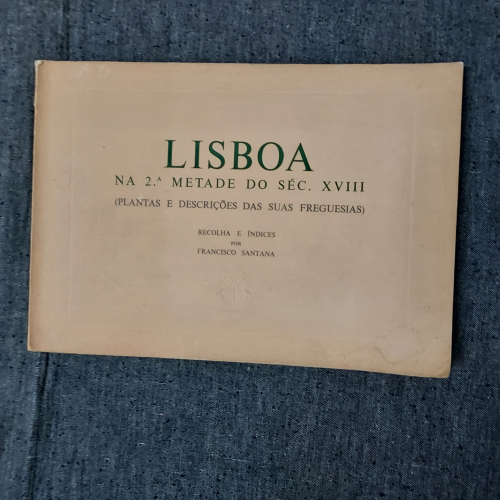 LISBOA
NA 2.ª METADE DO SÉC. XVIII
(PLANTAS E DESCRIÇÕES DAS SUAS FREGUESIAS)
RECOLHA E ÍNDICES
POR
FRANCISCO SANTANA